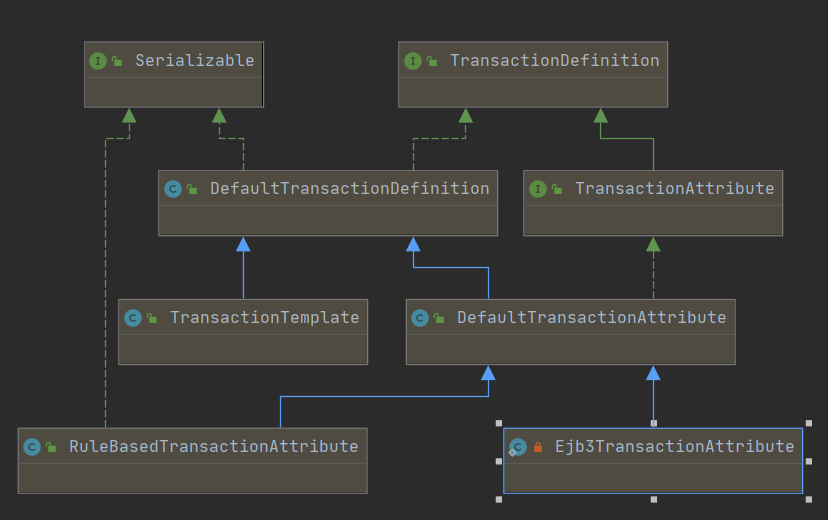 I Serializable
I TransactionDefinition
C DefaultTransactionDefinition
I TransactionAttribute
C TransactionTemplate
C DefaultTransactionAttribute
C RuleBasedTransactionAttribute
C Ejb3TransactionAttribute